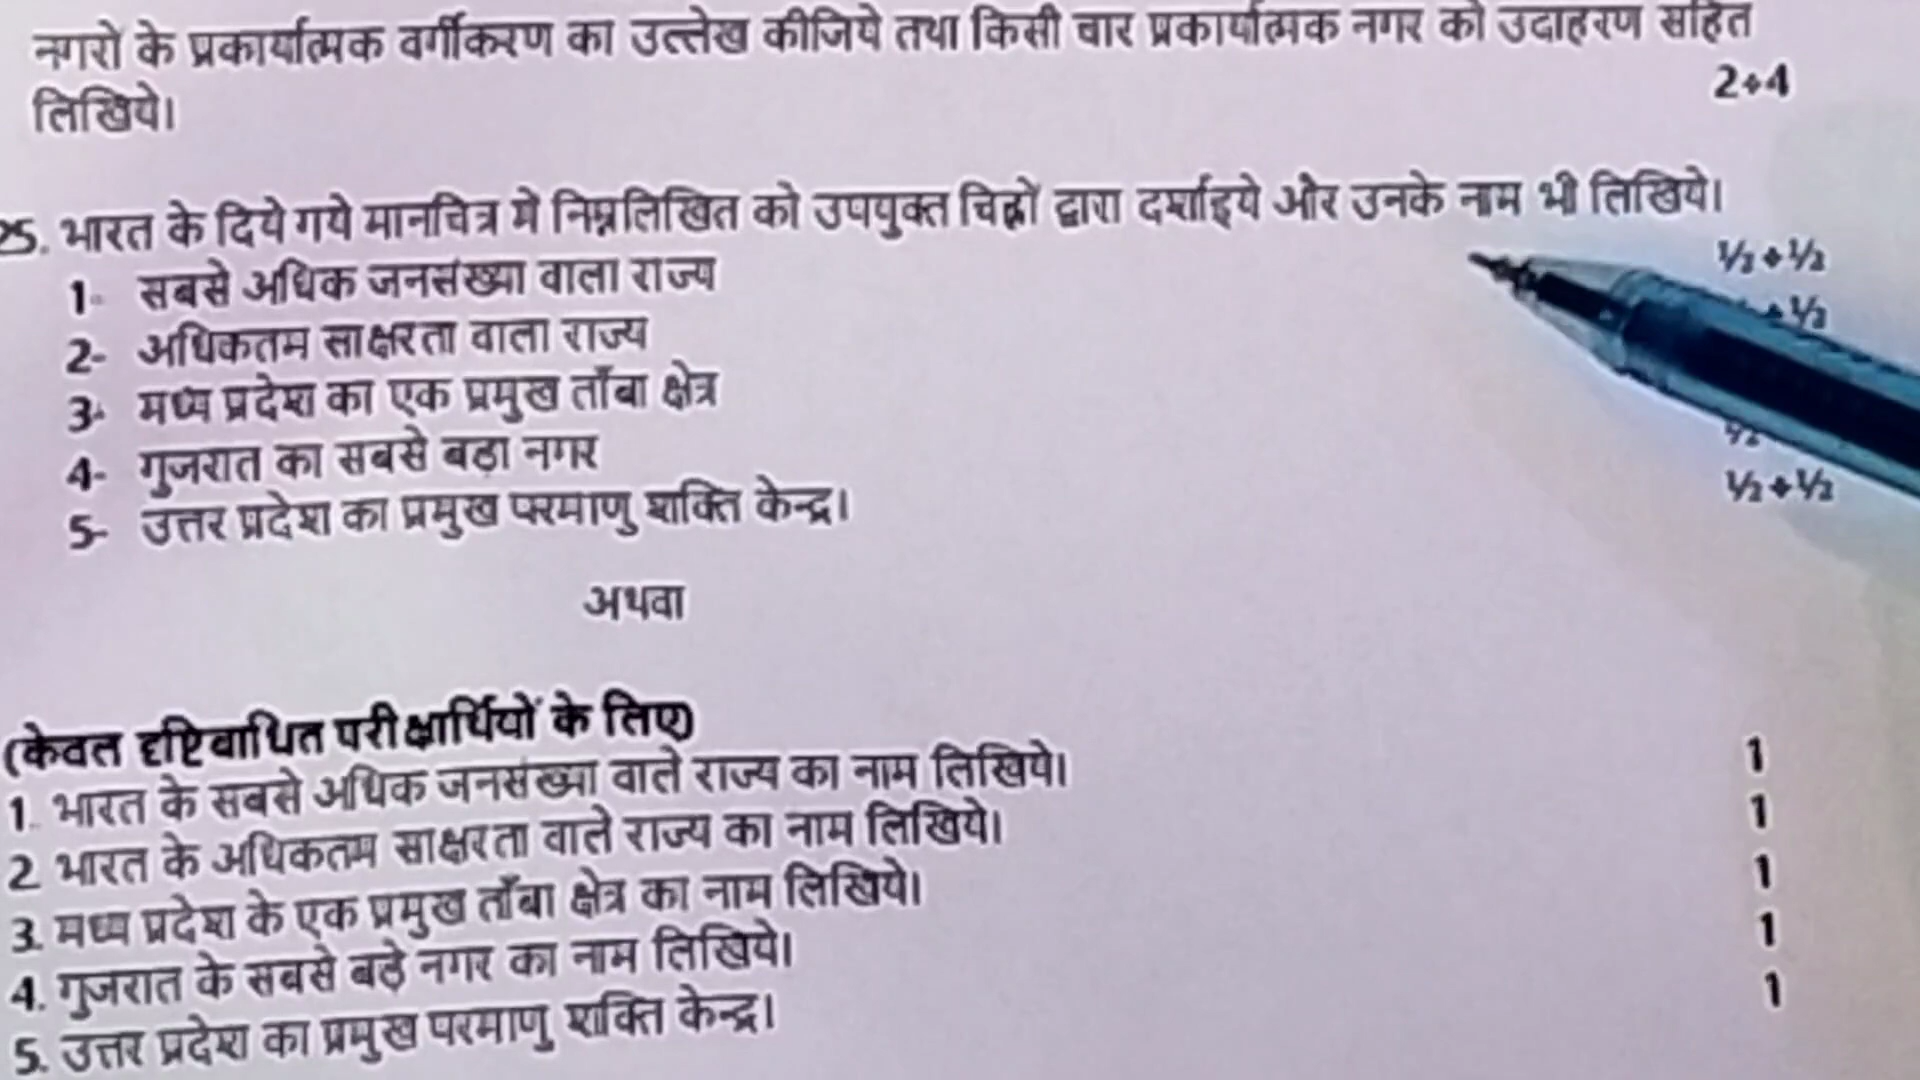 नगरो के प्रकार्यात्मक वर्गीकरण का उल्लेख कीजिये तथा किसी चार प्रकार्यात्मक नगर को उदाहरण सहित
लिखिये। 2+4
25. भारत के दिये गये मानचित्र मे निम्नलिखित को उपयुक्त चिह्नों द्वारा दर्शाइये और उनके नाम भी लिखिये।
1- सबसे अधिक जनसंख्या वाला राज्य 1/2+1/2
2- अधिकतम साक्षरता वाला राज्य +1/2
3- मध्य प्रदेश का एक प्रमुख ताँबा क्षेत्र
4- गुजरात का सबसे बड़ा नगर
5- उत्तर प्रदेश का प्रमुख परमाणु शक्ति केन्द्र। 1/2+1/2
अथवा
(केवल दृष्टिबाधित परीक्षार्थियों के लिए)
1. भारत के सबसे अधिक जनसंख्या वाले राज्य का नाम लिखिये। 1
2 भारत के अधिकतम साक्षरता वाले राज्य का नाम लिखिये। 1
3. मध्य प्रदेश के एक प्रमुख ताँबा क्षेत्र का नाम लिखिये। 1
4. गुजरात के सबसे बड़े नगर का नाम लिखिये। 1
5. उत्तर प्रदेश का प्रमुख परमाणु शक्ति केन्द्र। 1